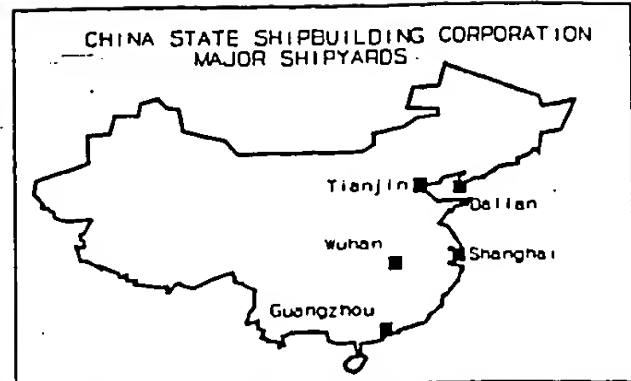 CHINA STATE SHIPBUILDING CORPORATION
MAJOR SHIPYARDS
Tianjin
Dalian
Wuhan
Shanghai
Guangzhou